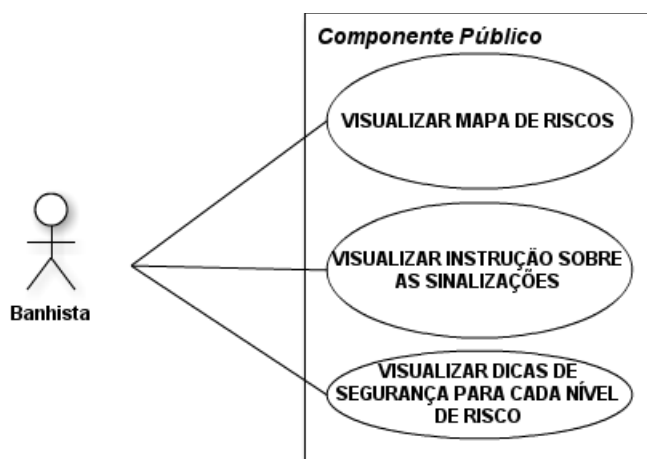 Componente Público
VISUALIZAR MAPA DE RISCOS
VISUALIZAR INSTRUÇÃO SOBRE
AS SINALIZAÇÕES
Banhista
VISUALIZAR DICAS DE
SEGURANÇA PARA CADA NÍVEL
DE RISCO